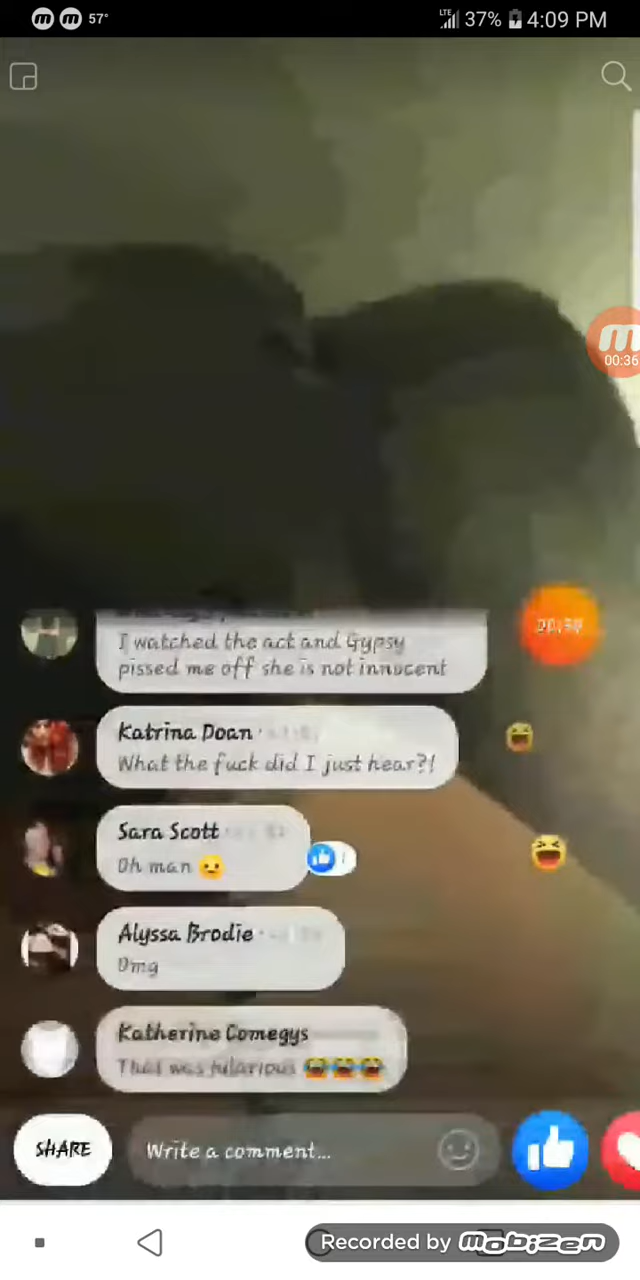 57°
LTE 37% 4:09 PM
00:36
I watched the act and Gypsy
pissed me off she is not innocent
Katrina Doan
What the fuck did I just hear?!
Sara Scott
Oh man
Alyssa Brodie
Omg
Katherine Comegys
That was hilarious
SHARE
Write a comment...
Recorded by mobizen